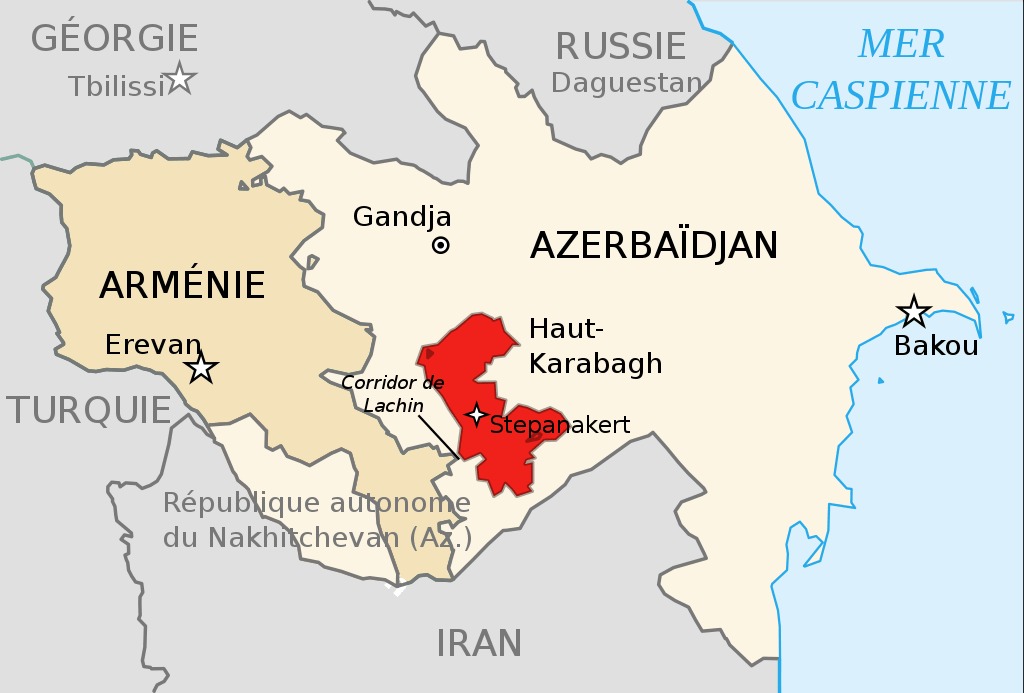 GÉORGIE
Tbilissi
RUSSIE
Daguestan
MER
CASPIENNE
Gandja
AZERBAÏDJAN
ARMÉNIE
Erevan
Haut-
Karabagh
Bakou
Corridor de
Lachin
TURQUIE
Stepanakert
République autonome
du Nakhitchevan (Az.)
IRAN